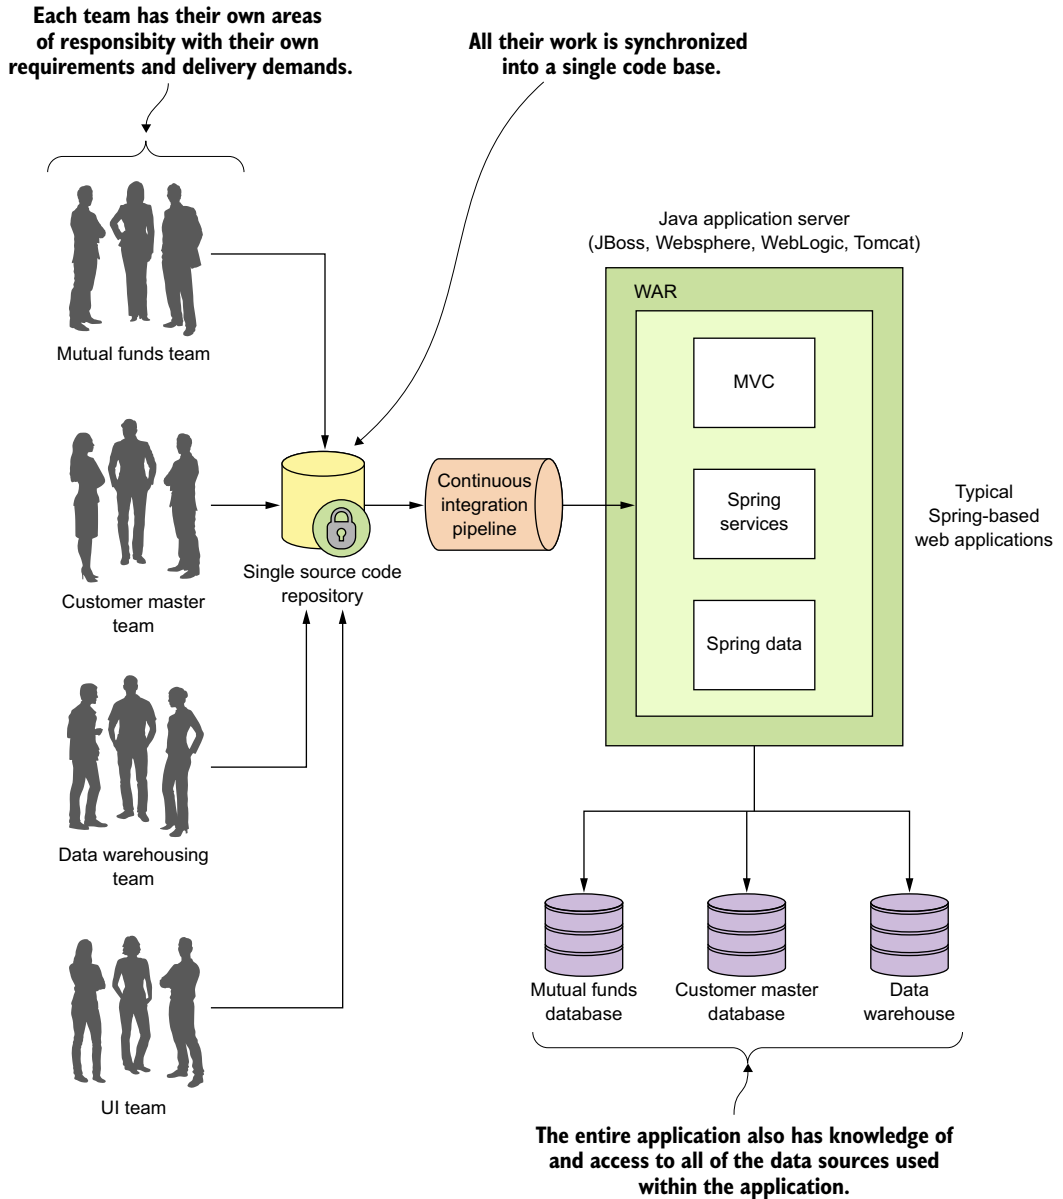 Each team has their own areas
of responsibity with their own
requirements and delivery demands.
All their work is synchronized
into a single code base.
Mutual funds team
Customer master
team
Data warehousing
team
UI team
Single source code
repository
Continuous
integration
pipeline
Java application server
(JBoss, Websphere, WebLogic, Tomcat)
WAR
MVC
Spring
services
Spring data
Typical
Spring-based
web applications
Mutual funds
database
Customer master
database
Data
warehouse
The entire application also has knowledge of
and access to all of the data sources used
within the application.